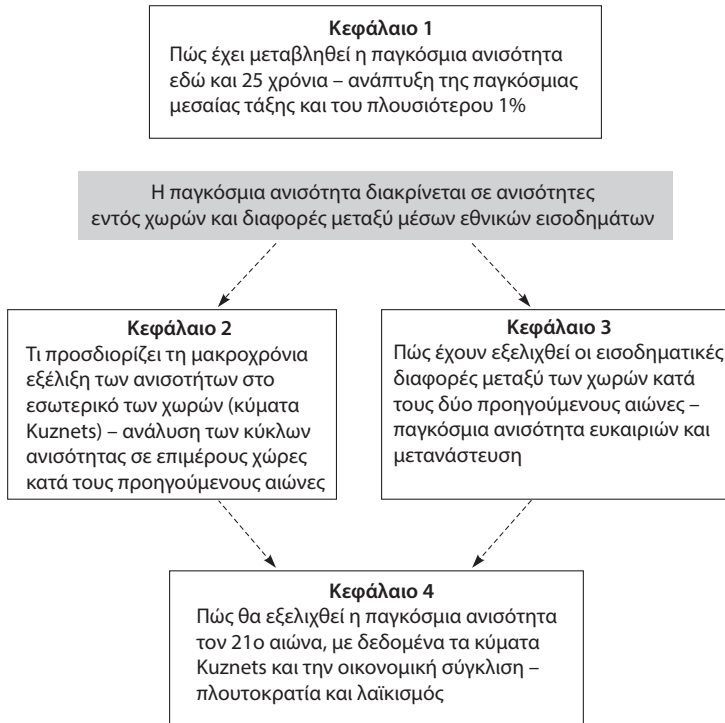 Κεφάλαιο 1
Πώς έχει μεταβληθεί η παγκόσμια ανισότητα
εδώ και 25 χρόνια – ανάπτυξη της παγκόσμιας
μεσαίας τάξης και του πλουσιότερου 1%
Η παγκόσμια ανισότητα διακρίνεται σε ανισότητες
εντός χωρών και διαφορές μεταξύ μέσων εθνικών εισοδημάτων
Κεφάλαιο 2
Τι προσδιορίζει τη μακροχρόνια
εξέλιξη των ανισοτήτων στο
εσωτερικό των χωρών (κύματα
Kuznets) – ανάλυση των κύκλων
ανισότητας σε επιμέρους χώρες
κατά τους προηγούμενους αιώνες
Κεφάλαιο 3
Πώς έχουν εξελιχθεί οι εισοδηματικές
διαφορές μεταξύ των χωρών κατά
τους δύο προηγούμενους αιώνες –
παγκόσμια ανισότητα ευκαιριών και
μετανάστευση
Κεφάλαιο 4
Πώς θα εξελιχθεί η παγκόσμια ανισότητα
τον 21ο αιώνα, με δεδομένα τα κύματα
Kuznets και την οικονομική σύγκλιση –
πλουτοκρατία και λαϊκισμός